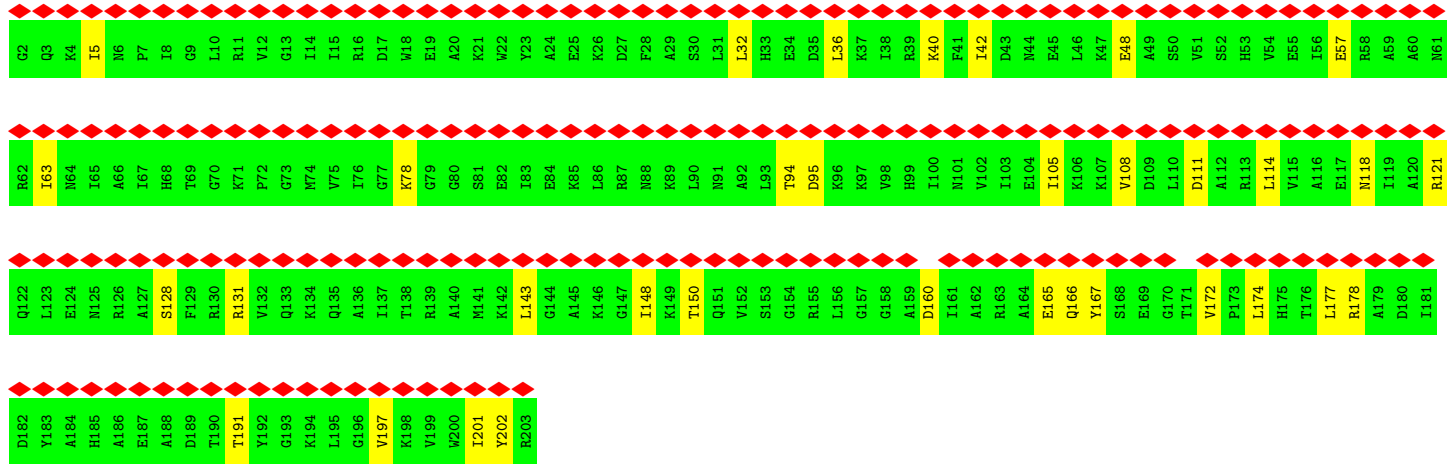 G2 Q3 K4 I5 N6 P7 I8 G9 L10 R11 V12 G13 I14 I15 R16 D17 W18 E19 A20 K21 W22 Y23 A24 E25 K26 D27 F28 A29 S30 L31 L32 H33 E34 D35 L36 K37 I38 R39 K40 F41 I42 D43 N44 E45 L46 K47 E48 A49 S50 V51 S52 H53 V54 E55 I56 E57 R58 A59 A60 N61
R62 I63 N64 I65 A66 I67 H68 T69 G70 K71 P72 G73 M74 V75 I76 G77 K78 G79 G80 S81 E82 I83 E84 K85 L86 R87 N88 K89 L90 N91 A92 L93 T94 D95 K96 K97 V98 H99 I100 N101 V102 I103 E104 I105 K106 K107 V108 D109 L110 D111 A112 R113 L114 V115 A116 E117 N118 I119 A120 R121
Q122 L123 E124 N125 R126 A127 S128 F129 R130 R131 V132 Q133 K134 Q135 A136 I137 T138 R139 A140 M141 K142 L143 G144 A145 K146 G147 I148 K149 T150 Q151 V152 S153 G154 R155 L156 G157 G158 A159 D160 I161 A162 R163 A164 E165 Q166 Y167 S168 E169 G170 T171 V172 P173 L174 H175 T176 L177 R178 A179 D180 I181
D182 Y183 A184 H185 A186 E187 A188 D189 T190 T191 Y192 G193 K194 L195 G196 V197 K198 V199 W200 I201 Y202 R203